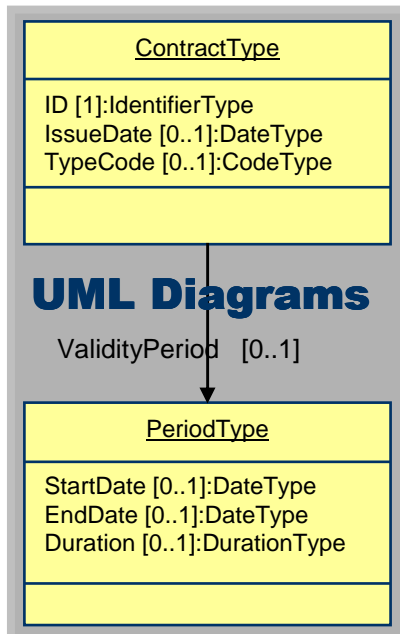 ContractType
ID [1]:IdentifierType
IssueDate [0..1]:DateType
TypeCode [0..1]:CodeType
UML Diagrams
ValidityPeriod [0..1]
PeriodType
StartDate [0..1]:DateType
EndDate [0..1]:DateType
Duration [0..1]:DurationType